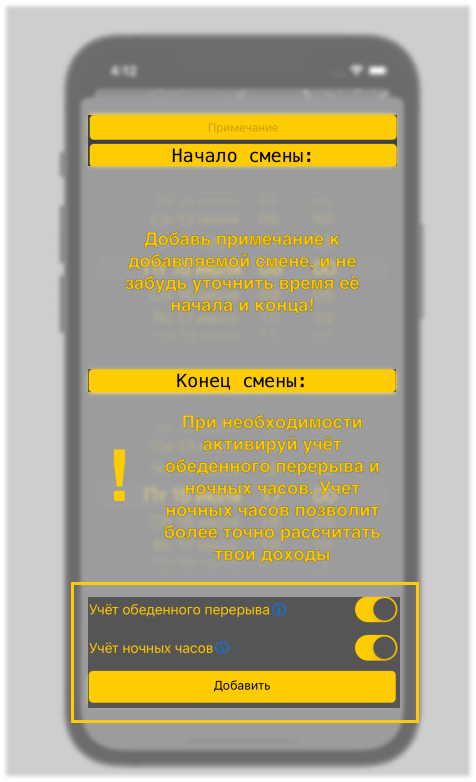 4:12
Примечание
Начало смены:
Добавь примечание к
добавляемой смене, и не
забудь уточнить время её
начала и конца!
Конец смены:
При необходимости
активируй учёт
обеденного перерыва и
ночных часов. Учет
ночных часов позволит
более точно рассчитать
твои доходы
!
Учёт обеденного перерыва
Учёт ночных часов
Добавить